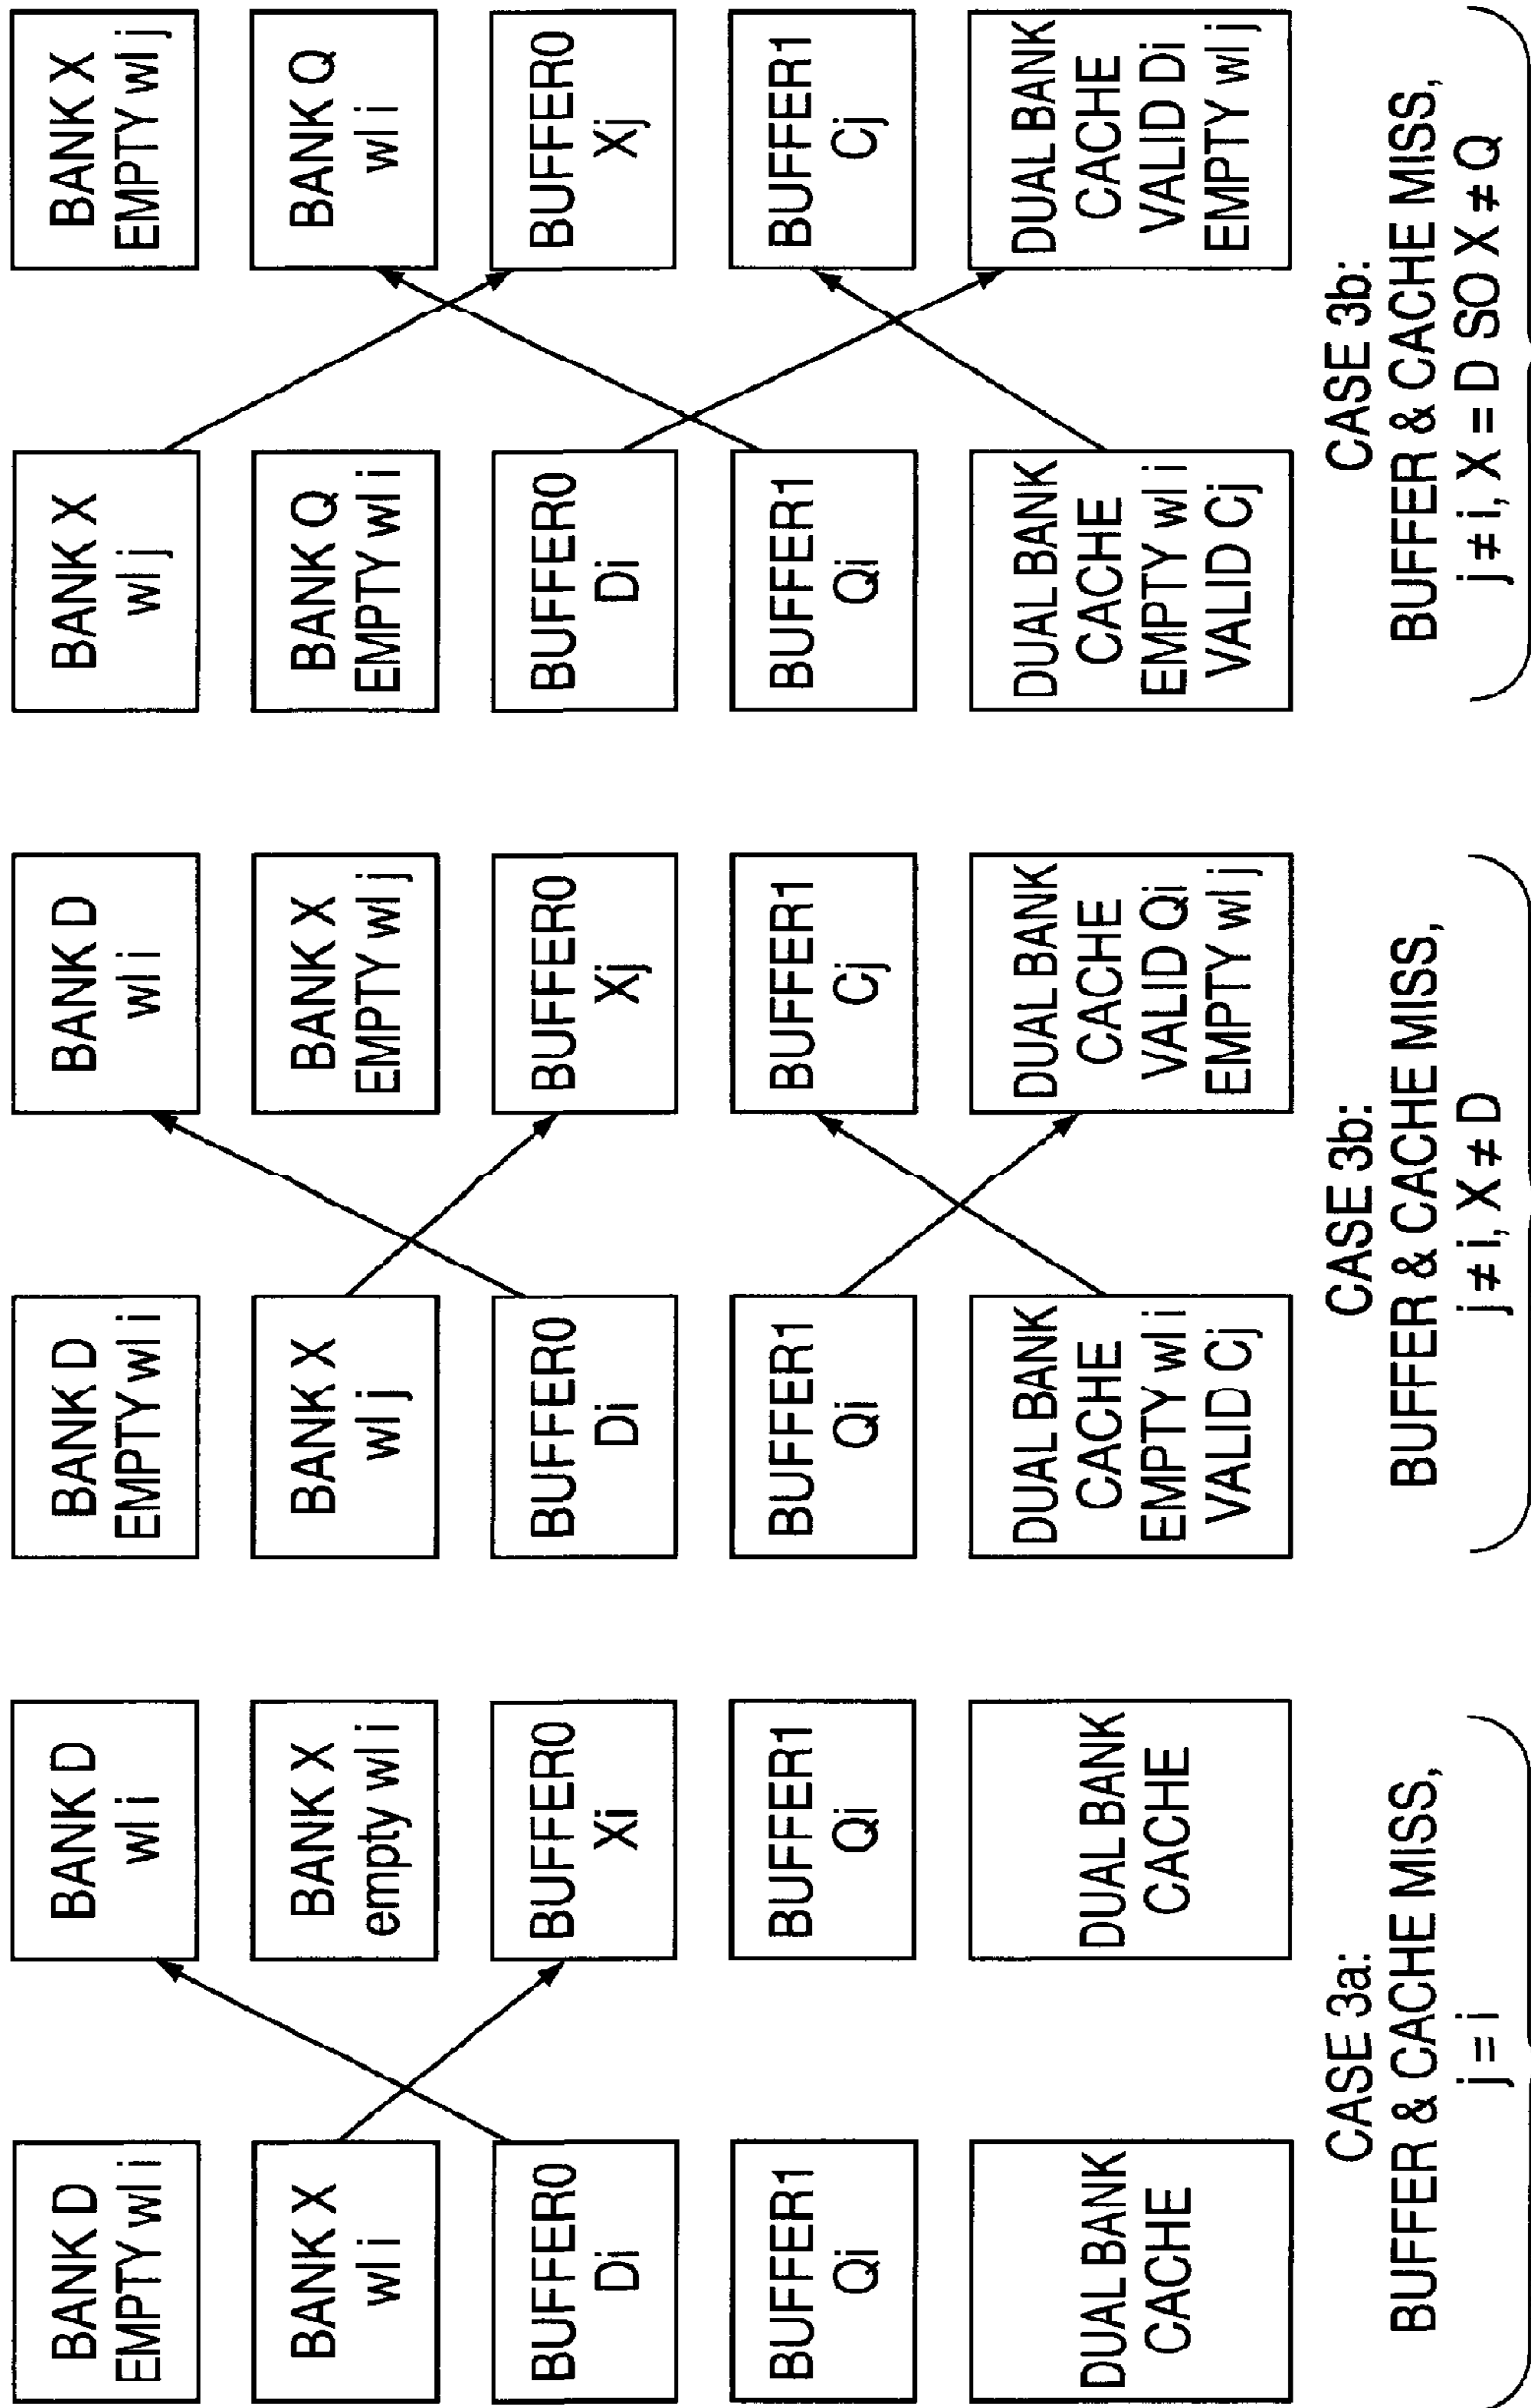 BANK D
EMPTY wl i
BANK X
wl i
BUFFER0
Di
BUFFER1
Qi
DUAL BANK
CACHE
BANK D
wl i
BANK X
empty wl i
BUFFER0
Xi
BUFFER1
Qi
DUAL BANK
CACHE
CASE 3a:
BUFFER & CACHE MISS,
j = i
BANK D
EMPTY wl i
BANK X
wl j
BUFFER0
Di
BUFFER1
Qi
DUAL BANK
CACHE
EMPTY wl i
VALID Cj
BANK D
wl i
BANK X
EMPTY wl j
BUFFER0
Xj
BUFFER1
Cj
DUAL BANK
CACHE
VALID Qi
EMPTY wl j
CASE 3b:
BUFFER & CACHE MISS,
j ≠ i, X ≠ D
BANK X
wl j
BANK Q
EMPTY wl i
BUFFER0
Di
BUFFER1
Qi
DUAL BANK
CACHE
EMPTY wl i
VALID Cj
BANK X
EMPTY wl j
BANK Q
wl i
BUFFER0
Xj
BUFFER1
Cj
DUAL BANK
CACHE
VALID Di
EMPTY wl j
CASE 3b:
BUFFER & CACHE MISS,
j ≠ i, X = D SO X ≠ Q